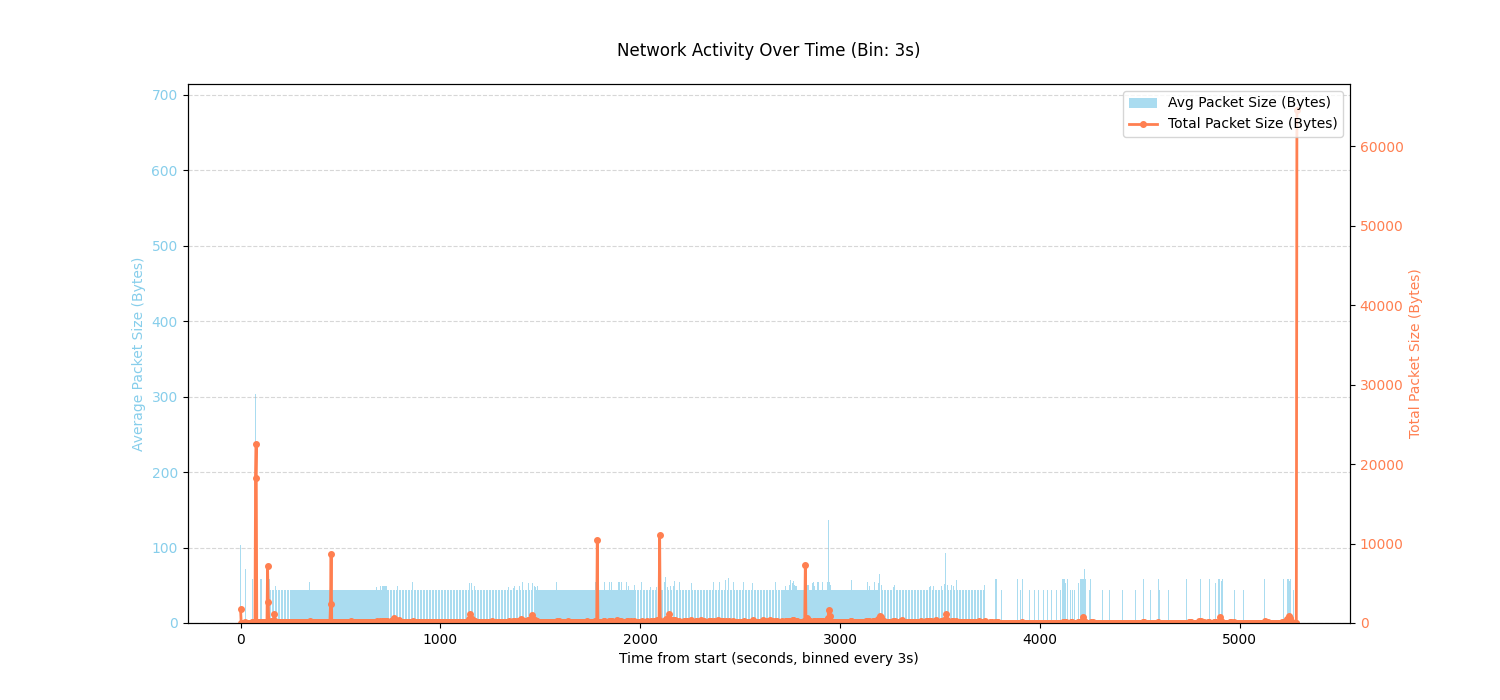 Network Activity Over Time (Bin: 3s)
Avg Packet Size (Bytes)
Total Packet Size (Bytes)
Average Packet Size (Bytes)
700
600
500
400
300
200
100
0
60000
50000
40000
30000
20000
10000
0
Total Packet Size (Bytes)
0 1000 2000 3000 4000 5000
Time from start (seconds, binned every 3s)